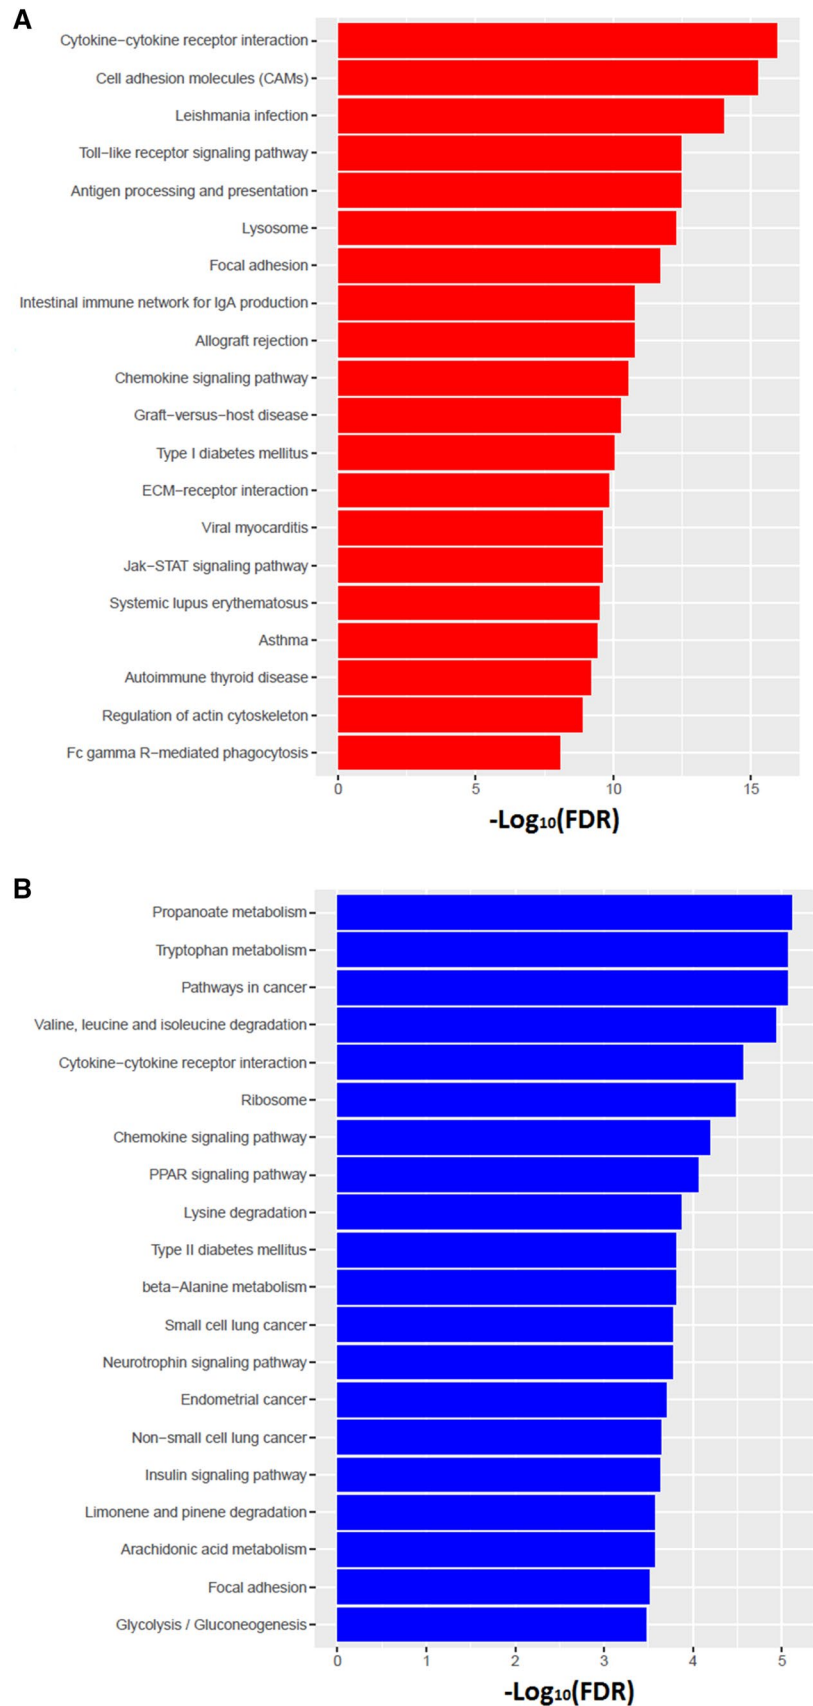 A
Cytokine−cytokine receptor interaction
Cell adhesion molecules (CAMs)
Leishmania infection
Toll−like receptor signaling pathway
Antigen processing and presentation
Lysosome
Focal adhesion
Intestinal immune network for IgA production
Allograft rejection
Chemokine signaling pathway
Graft−versus−host disease
Type I diabetes mellitus
ECM−receptor interaction
Viral myocarditis
Jak−STAT signaling pathway
Systemic lupus erythematosus
Asthma
Autoimmune thyroid disease
Regulation of actin cytoskeleton
Fc gamma R−mediated phagocytosis
0 5 10 15
-Log₁₀(FDR)
B
Propanoate metabolism
Tryptophan metabolism
Pathways in cancer
Valine, leucine and isoleucine degradation
Cytokine−cytokine receptor interaction
Ribosome
Chemokine signaling pathway
PPAR signaling pathway
Lysine degradation
Type II diabetes mellitus
beta−Alanine metabolism
Small cell lung cancer
Neurotrophin signaling pathway
Endometrial cancer
Non−small cell lung cancer
Insulin signaling pathway
Limonene and pinene degradation
Arachidonic acid metabolism
Focal adhesion
Glycolysis / Gluconeogenesis
0 1 2 3 4 5
-Log₁₀(FDR)